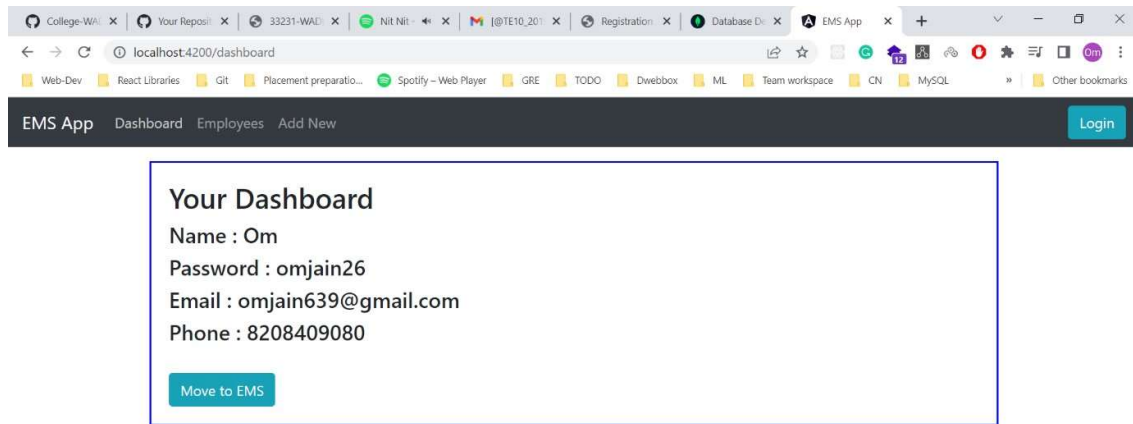 College-WAD
Your Reposit
33231-WAD
Nit Nit -
[@TE10_201
Registration
Database De
EMS App
localhost:4200/dashboard
12
Om
Web-Dev
React Libraries
Git
Placement preparatio...
Spotify – Web Player
GRE
TODO
Dwebbox
ML
Team workspace
CN
MySQL
»
Other bookmarks
EMS App
Dashboard
Employees
Add New
Login
Your Dashboard
Name : Om
Password : omjain26
Email : omjain639@gmail.com
Phone : 8208409080
Move to EMS